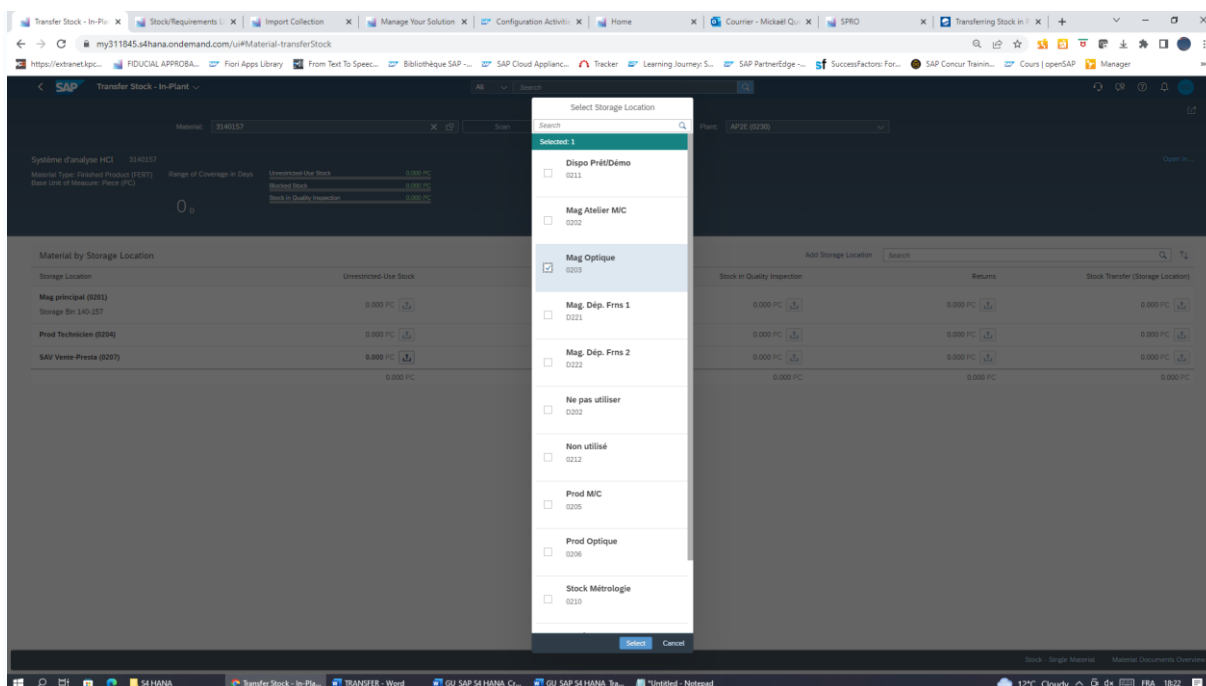 Transfer Stock - In-Pla
Stock/Requirements L
Import Collection
Manage Your Solution
Configuration Activitie
Home
Courrier - Mickaël Qu
SPRO
Transferring Stock in P
my311845.s4hana.ondemand.com/ui#Material-transferStock
https://extranet.kpc...
FIDUCIAL APPROBA...
Fiori Apps Library
From Text To Speec...
Bibliothèque SAP -...
SAP Cloud Applianc...
Tracker
Learning Journey: S...
SAP PartnerEdge -...
SuccessFactors: For...
SAP Concur Trainin...
Cours | openSAP
Manager
SAP
Transfer Stock - In-Plant
All
Search
Material: 3140157
Scan
Plant: AP2E (0230)
Système d'analyse HCl 3140157
Open In...
Material Type: Finished Product (FERT)
Base Unit of Measure: Piece (PC)
Range of Coverage in Days
0 D
Unrestricted-Use Stock 0.000 PC
Blocked Stock 0.000 PC
Stock in Quality Inspection 0.000 PC
Material by Storage Location
Add Storage Location
Search
Storage Location
Unrestricted-Use Stock
Stock in Quality Inspection
Returns
Stock Transfer (Storage Location)
Mag principal (0201)
Storage Bin 140-257
0.000 PC
0.000 PC
0.000 PC
0.000 PC
Prod Technicien (0204)
0.000 PC
0.000 PC
0.000 PC
0.000 PC
SAV Vente-Presta (0207)
0.000 PC
0.000 PC
0.000 PC
0.000 PC
0.000 PC
0.000 PC
0.000 PC
0.000 PC
Select Storage Location
Search
Selected: 1
Dispo Prêt/Démo
0211
Mag Atelier M/C
0202
Mag Optique
0203
Mag. Dép. Frns 1
D221
Mag. Dép. Frns 2
D222
Ne pas utiliser
D202
Non utilisé
0212
Prod M/C
0205
Prod Optique
0206
Stock Métrologie
0210
Select
Cancel
Stock - Single Material
Material Documents Overview
S4 HANA
Transfer Stock - In-Pla...
TRANSFER - Word
GU SAP S4 HANA_Cr...
GU SAP S4 HANA_Tra...
*Untitled - Notepad
12°C Cloudy
FRA
18:22